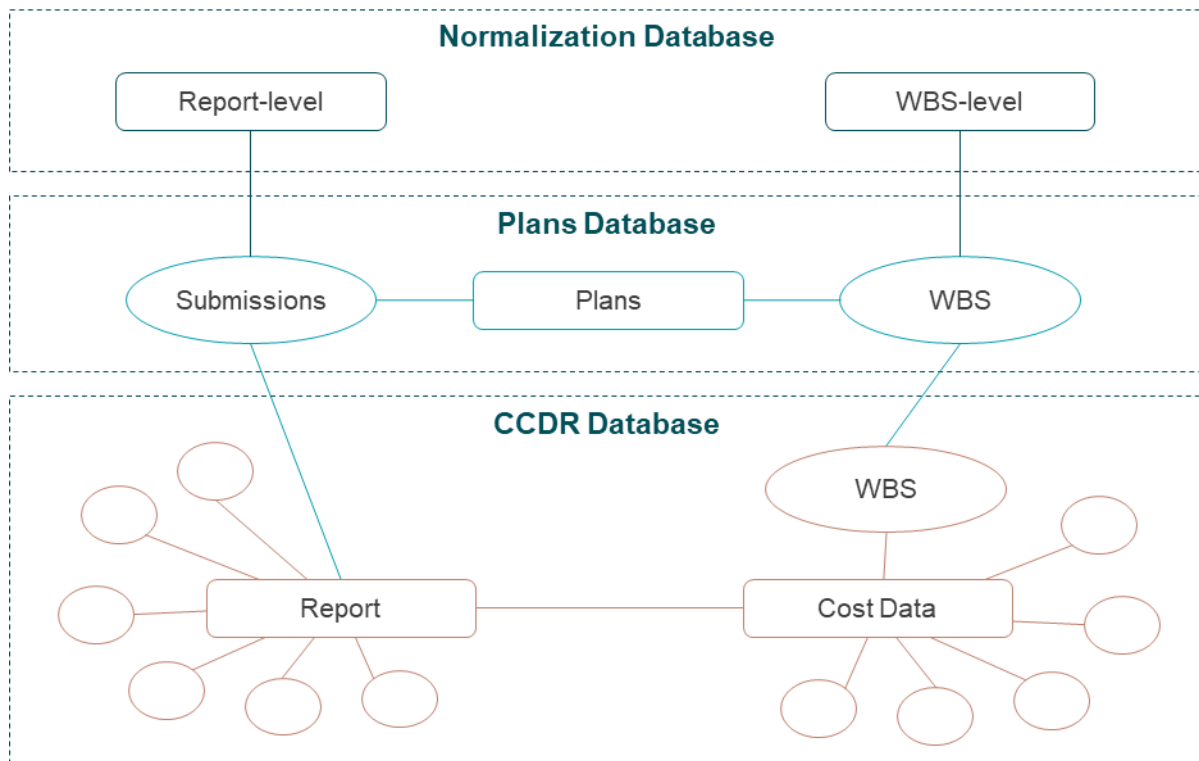 Normalization Database
Report-level
WBS-level
Plans Database
Submissions
Plans
WBS
CCDR Database
WBS
Report
Cost Data